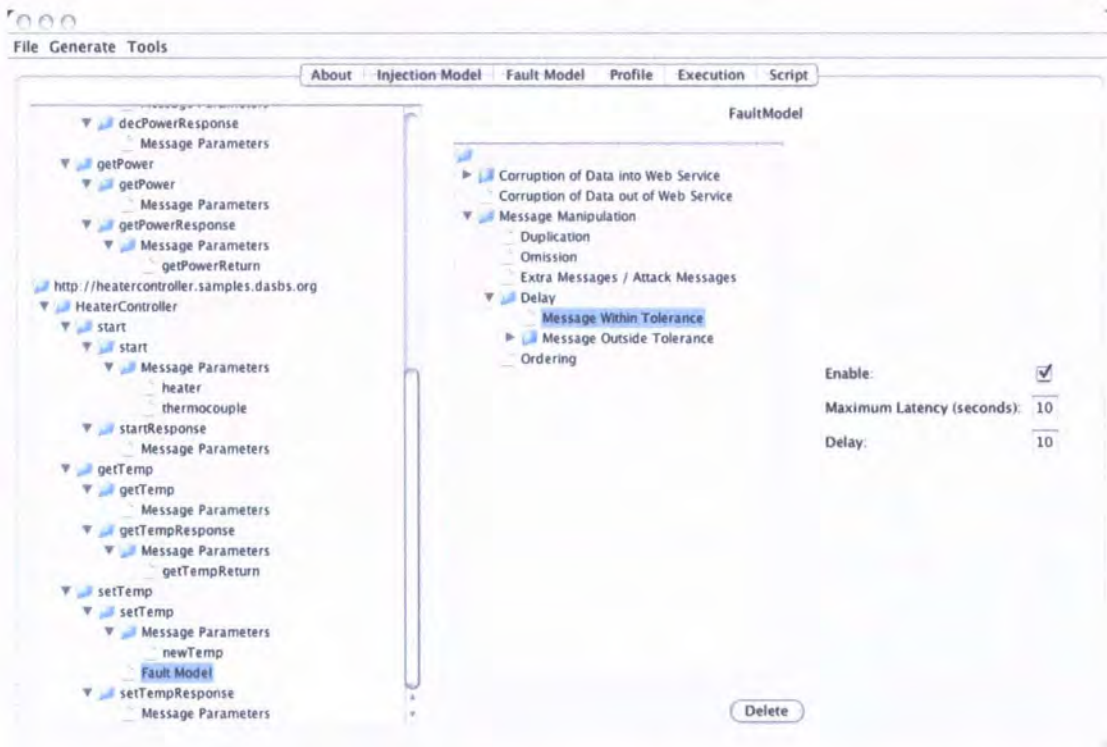 File Generate Tools
About Injection Model Fault Model Profile Execution Script
decPowerResponse
Message Parameters
getPower
getPower
Message Parameters
getPowerResponse
Message Parameters
getPowerReturn
http://heatercontroller.samples.dasbs.org
HeaterController
start
start
Message Parameters
heater
thermocouple
startResponse
Message Parameters
getTemp
getTemp
Message Parameters
getTempResponse
Message Parameters
getTempReturn
setTemp
setTemp
Message Parameters
newTemp
Fault Model
setTempResponse
Message Parameters
FaultModel
Corruption of Data into Web Service
Corruption of Data out of Web Service
Message Manipulation
Duplication
Omission
Extra Messages / Attack Messages
Delay
Message Within Tolerance
Message Outside Tolerance
Ordering
Enable:
Maximum Latency (seconds): 10
Delay: 10
Delete